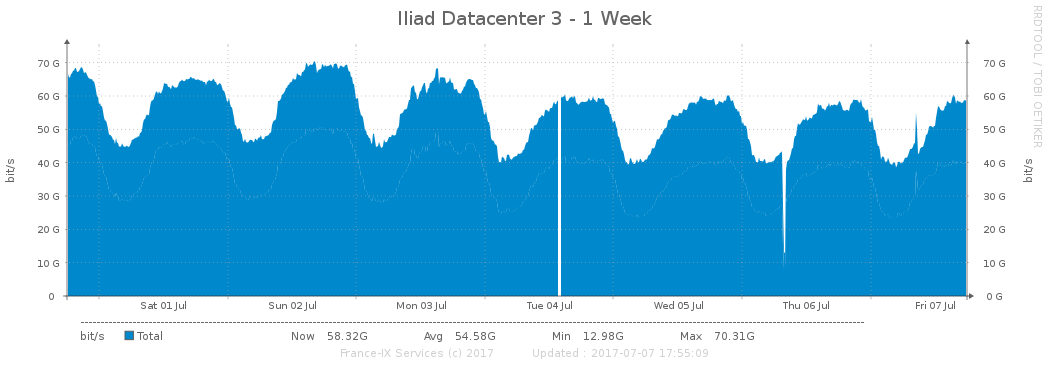 Iliad Datacenter 3 - 1 Week
RRDTOOL / TOBI OETIKER
bit/s
70 G
60 G
50 G
40 G
30 G
20 G
10 G
0
70 G
60 G
50 G
40 G
30 G
20 G
10 G
0 G
bit/s
Sat 01 Jul Sun 02 Jul Mon 03 Jul Tue 04 Jul Wed 05 Jul Thu 06 Jul Fri 07 Jul
bit/s Total Now 58.32G Avg 54.58G Min 12.98G Max 70.31G
France-IX Services (c) 2017 Updated : 2017-07-07 17:55:09